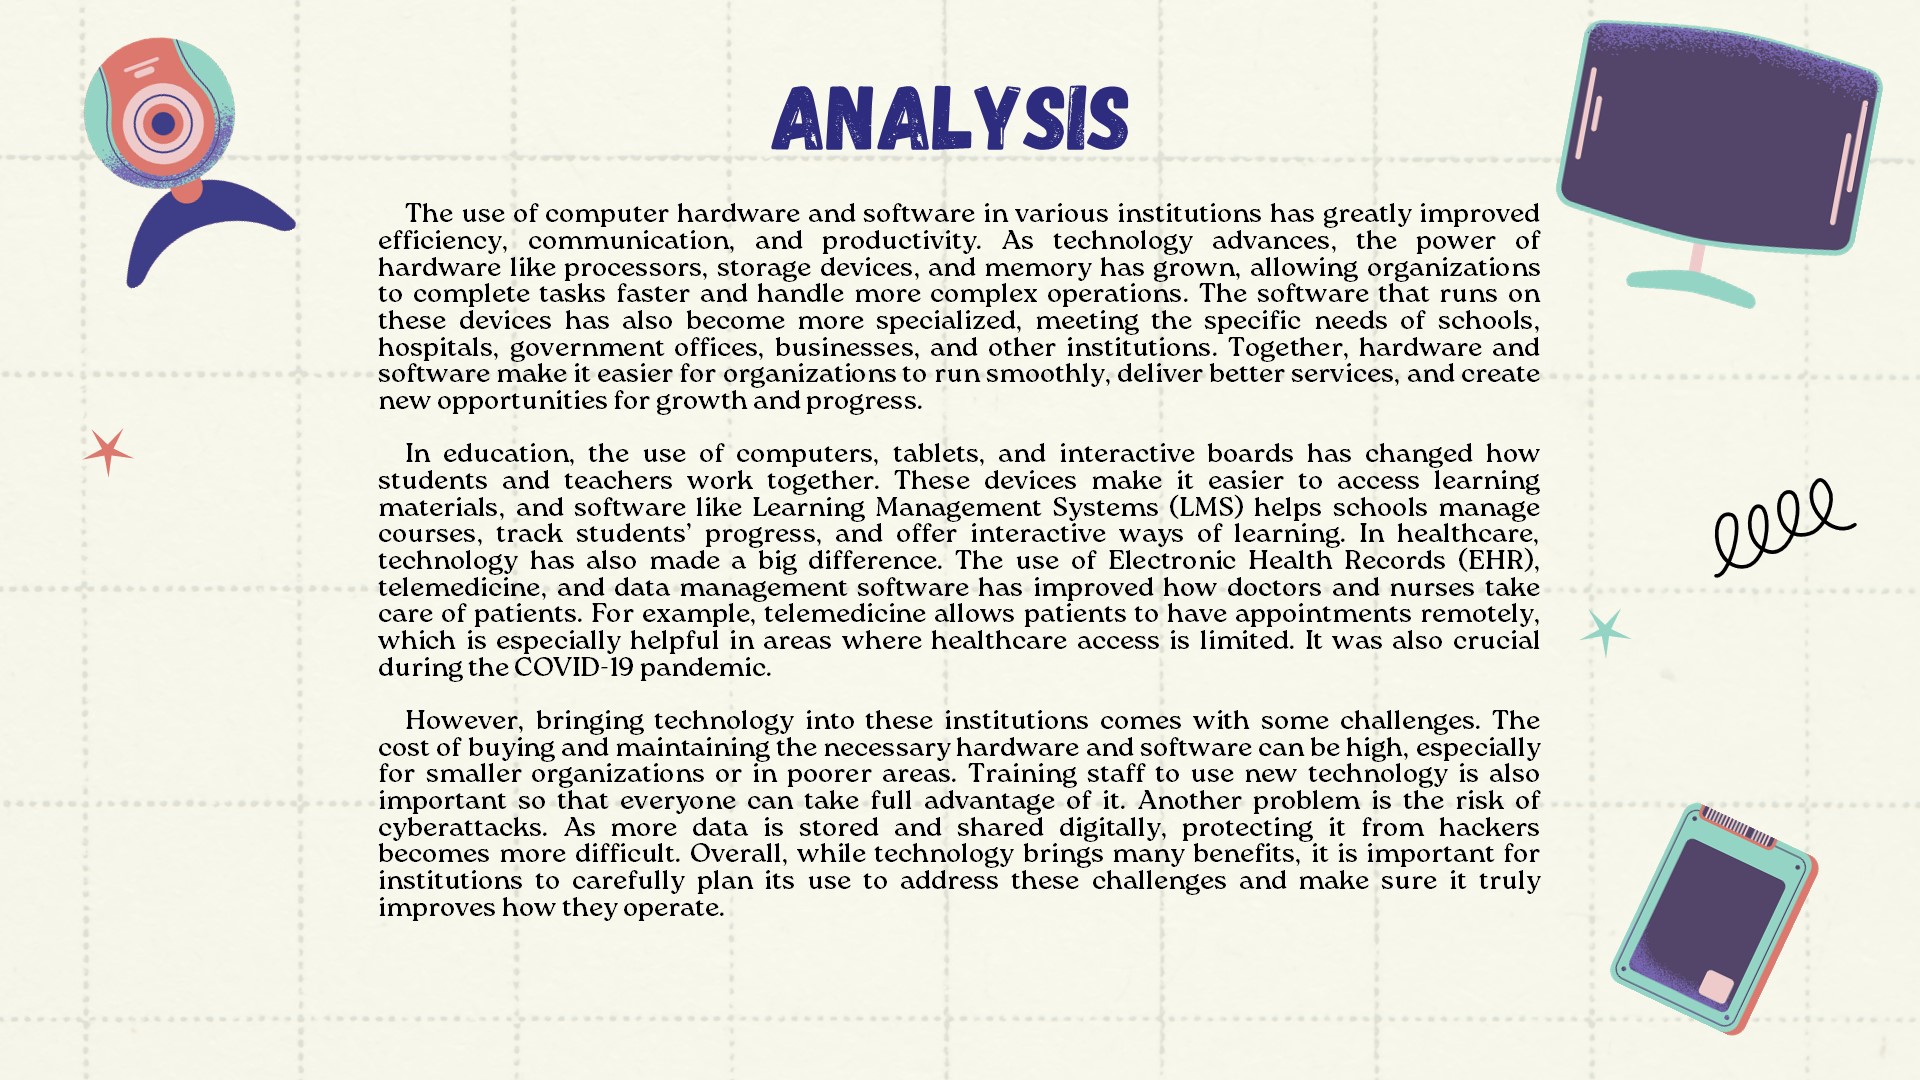 ANALYSIS
The use of computer hardware and software in various institutions has greatly improved
efficiency, communication, and productivity. As technology advances, the power of
hardware like processors, storage devices, and memory has grown, allowing organizations
to complete tasks faster and handle more complex operations. The software that runs on
these devices has also become more specialized, meeting the specific needs of schools,
hospitals, government offices, businesses, and other institutions. Together, hardware and
software make it easier for organizations to run smoothly, deliver better services, and create
new opportunities for growth and progress.
In education, the use of computers, tablets, and interactive boards has changed how
students and teachers work together. These devices make it easier to access learning
materials, and software like Learning Management Systems (LMS) helps schools manage
courses, track students’ progress, and offer interactive ways of learning. In healthcare,
technology has also made a big difference. The use of Electronic Health Records (EHR),
telemedicine, and data management software has improved how doctors and nurses take
care of patients. For example, telemedicine allows patients to have appointments remotely,
which is especially helpful in areas where healthcare access is limited. It was also crucial
during the COVID-19 pandemic.
However, bringing technology into these institutions comes with some challenges. The
cost of buying and maintaining the necessary hardware and software can be high, especially
for smaller organizations or in poorer areas. Training staff to use new technology is also
important so that everyone can take full advantage of it. Another problem is the risk of
cyberattacks. As more data is stored and shared digitally, protecting it from hackers
becomes more difficult. Overall, while technology brings many benefits, it is important for
institutions to carefully plan its use to address these challenges and make sure it truly
improves how they operate.